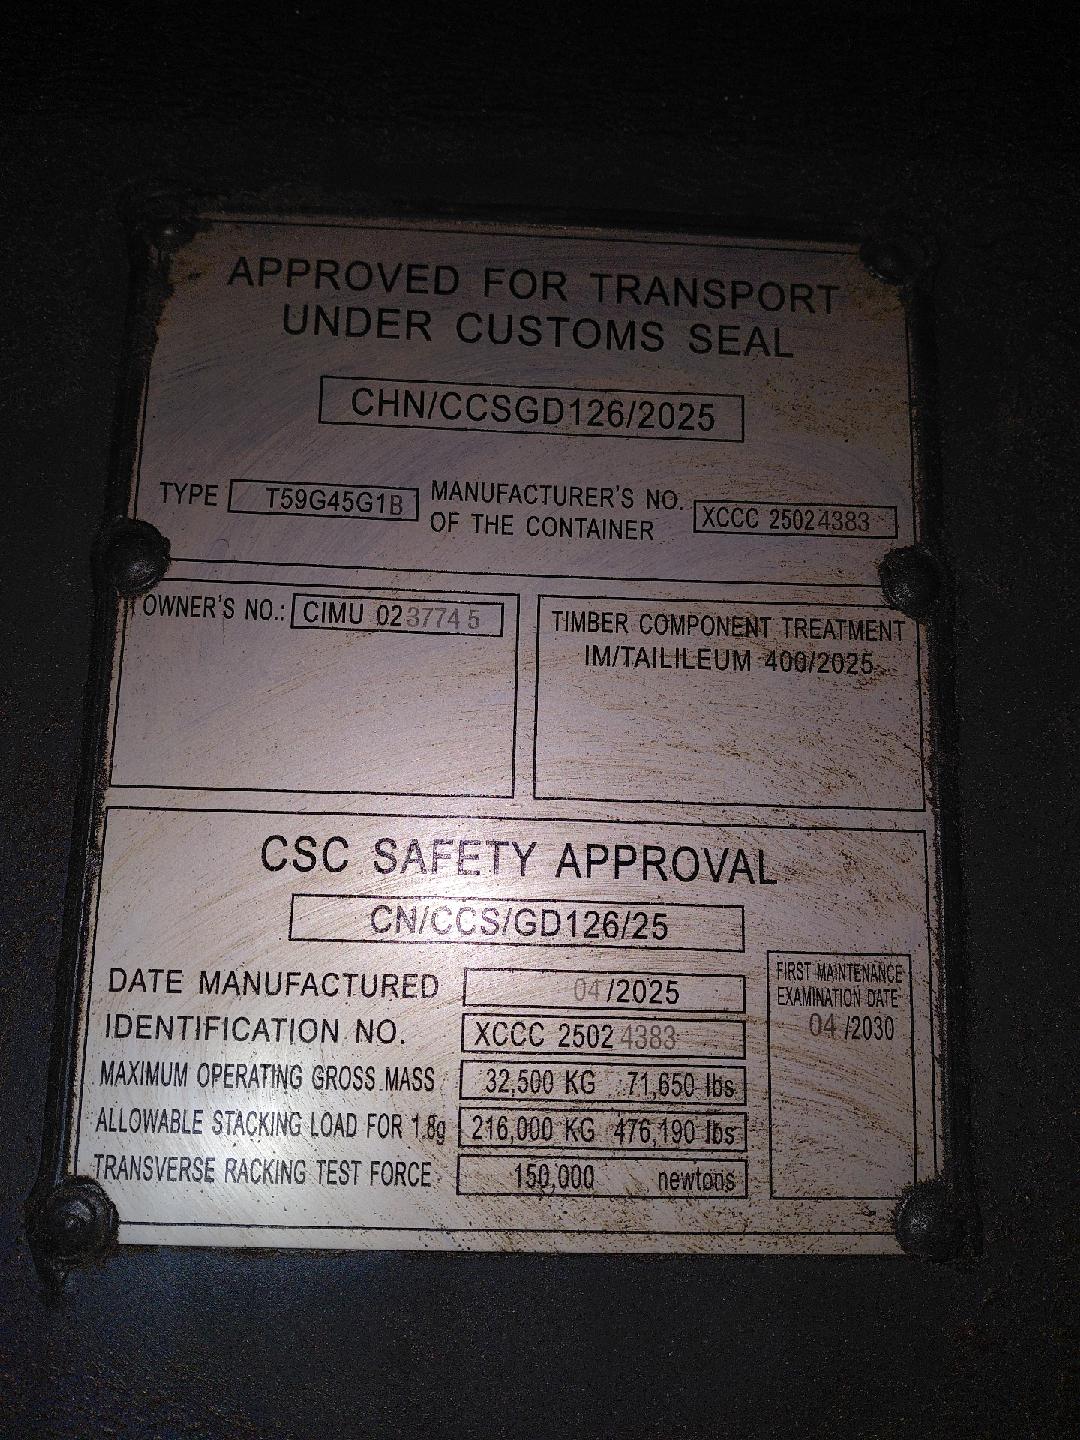 APPROVED FOR TRANSPORT
UNDER CUSTOMS SEAL
CHN/CCSGD126/2025
TYPE T59G45G1B
MANUFACTURER'S NO.
OF THE CONTAINER
XCCC 25024383
OWNER'S NO.: CIMU 0237745
TIMBER COMPONENT TREATMENT
IM/TAILILEUM 400/2025
CSC SAFETY APPROVAL
CN/CCS/GD126/25
DATE MANUFACTURED 04/2025
IDENTIFICATION NO. XCCC 25024383
MAXIMUM OPERATING GROSS MASS 32,500 KG 71,650 lbs
ALLOWABLE STACKING LOAD FOR 1.8g 216,000 KG 476,190 lbs
TRANSVERSE RACKING TEST FORCE 150,000 newtons
FIRST MAINTENANCE
EXAMINATION DATE
04/2030